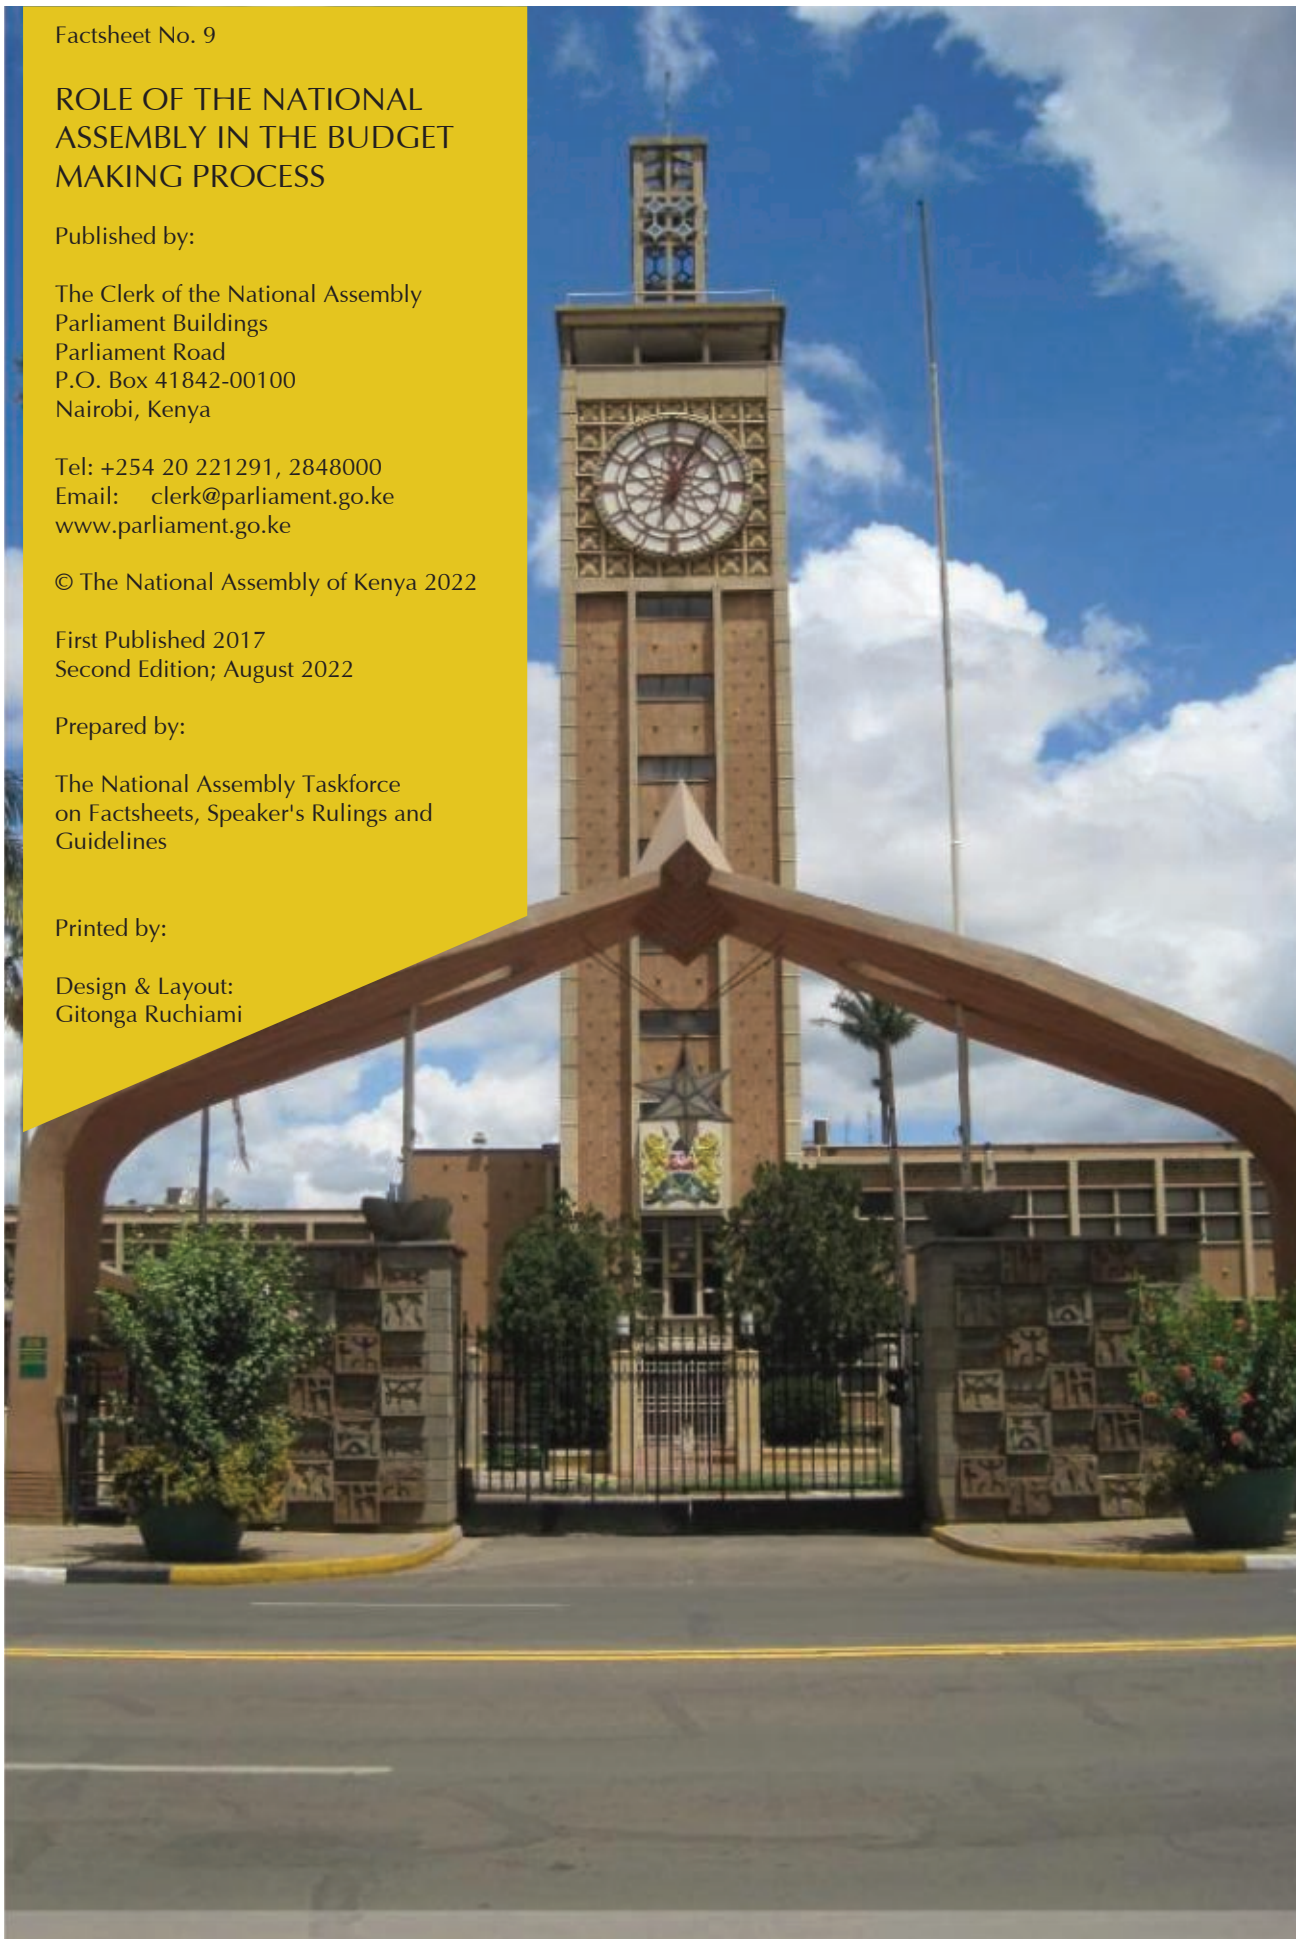 Factsheet No. 9
ROLE OF THE NATIONAL
ASSEMBLY IN THE BUDGET
MAKING PROCESS
Published by:
The Clerk of the National Assembly
Parliament Buildings
Parliament Road
P.O. Box 41842-00100
Nairobi, Kenya
Tel: +254 20 221291, 2848000
Email: clerk@parliament.go.ke
www.parliament.go.ke
© The National Assembly of Kenya 2022
First Published 2017
Second Edition; August 2022
Prepared by:
The National Assembly Taskforce
on Factsheets, Speaker's Rulings and
Guidelines
Printed by:
Design & Layout:
Gitonga Ruchiami